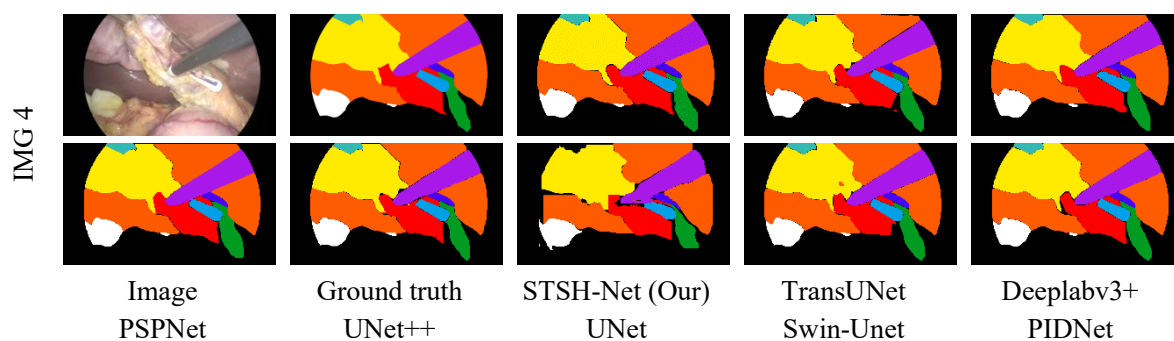 IMG 4
Image Ground truth STSH-Net (Our) TransUNet Deeplabv3+
PSPNet UNet++ UNet Swin-Unet PIDNet